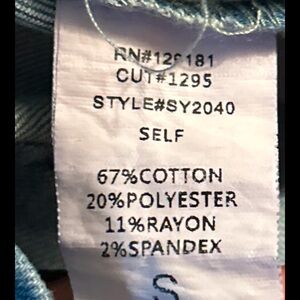 CUT#1295
STYLE#SY2040
SELF
67%COTTON
20%POLYESTER
11%RAYON
2%SPANDEX
S